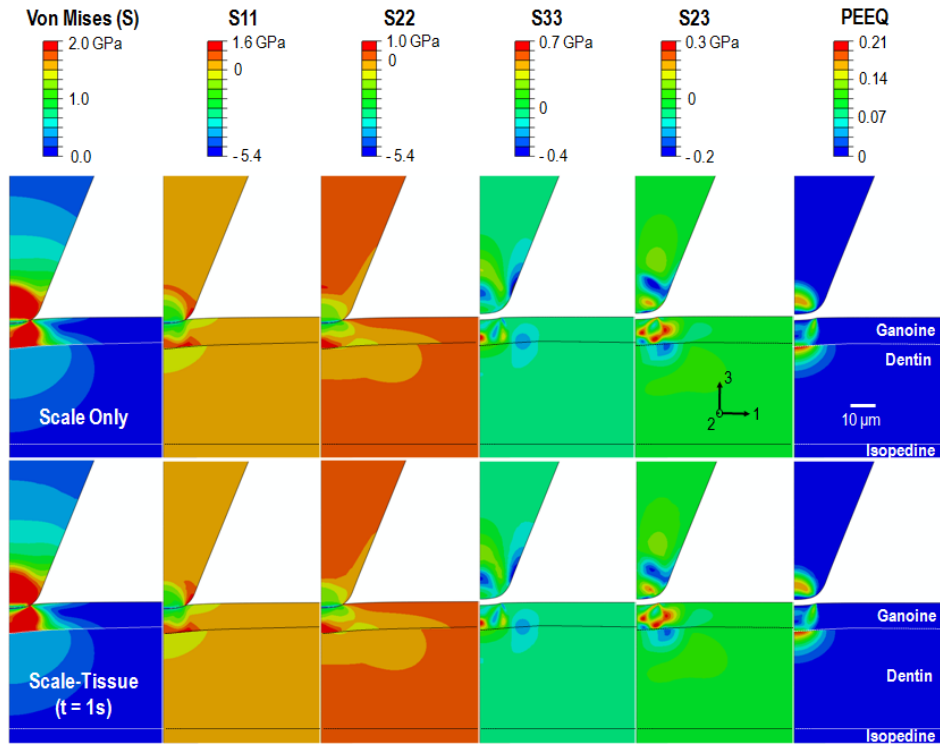 Von Mises (S) S11 S22 S33 S23 PEEQ
2.0 GPa 1.6 GPa 1.0 GPa 0.7 GPa 0.3 GPa 0.21
0 0 0.14
1.0 0 0 0.07
0.0 - 5.4 - 5.4 - 0.4 - 0.2 0
Ganoine
Dentin
3
Scale Only 2 1 10 µm
Isopedine
Ganoine
Scale-Tissue Dentin
(t = 1s)
Isopedine